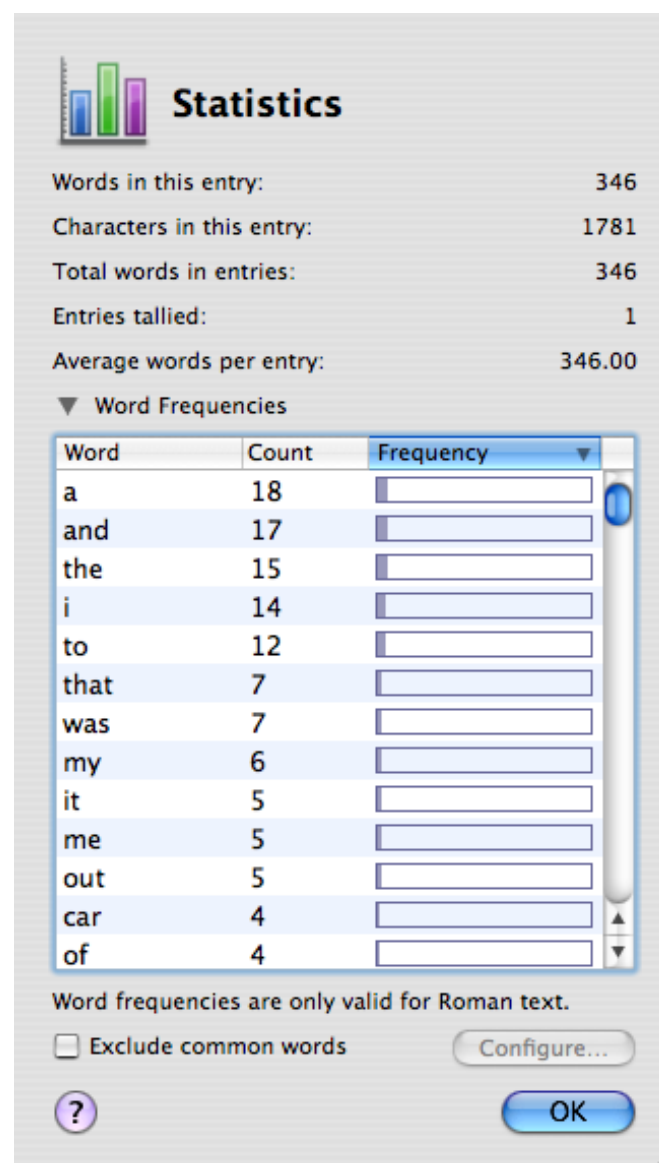 Statistics
Words in this entry: 346
Characters in this entry: 1781
Total words in entries: 346
Entries tallied: 1
Average words per entry: 346.00
▼ Word Frequencies
Word Count Frequency ▼
a 18
and 17
the 15
i 14
to 12
that 7
was 7
my 6
it 5
me 5
out 5
car 4
of 4
Word frequencies are only valid for Roman text.
Exclude common words Configure...
? OK